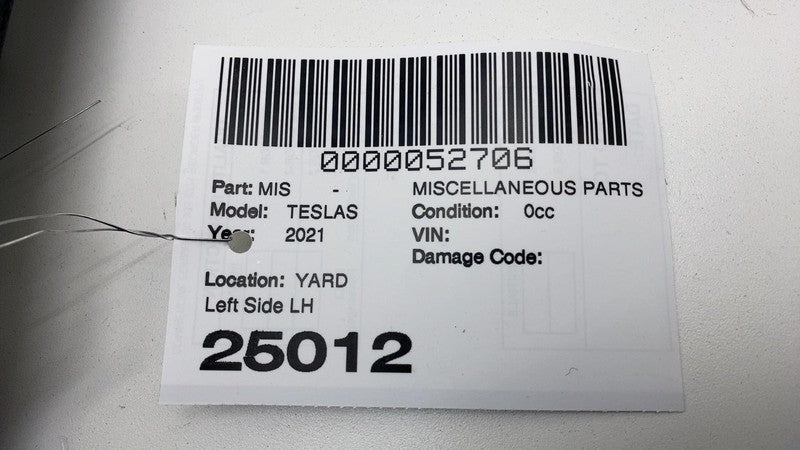 0000052706
Part: MIS - MISCELLANEOUS PARTS
Model: TESLAS Condition: 0cc
Year: 2021 VIN:
Damage Code:
Location: YARD
Left Side LH
25012